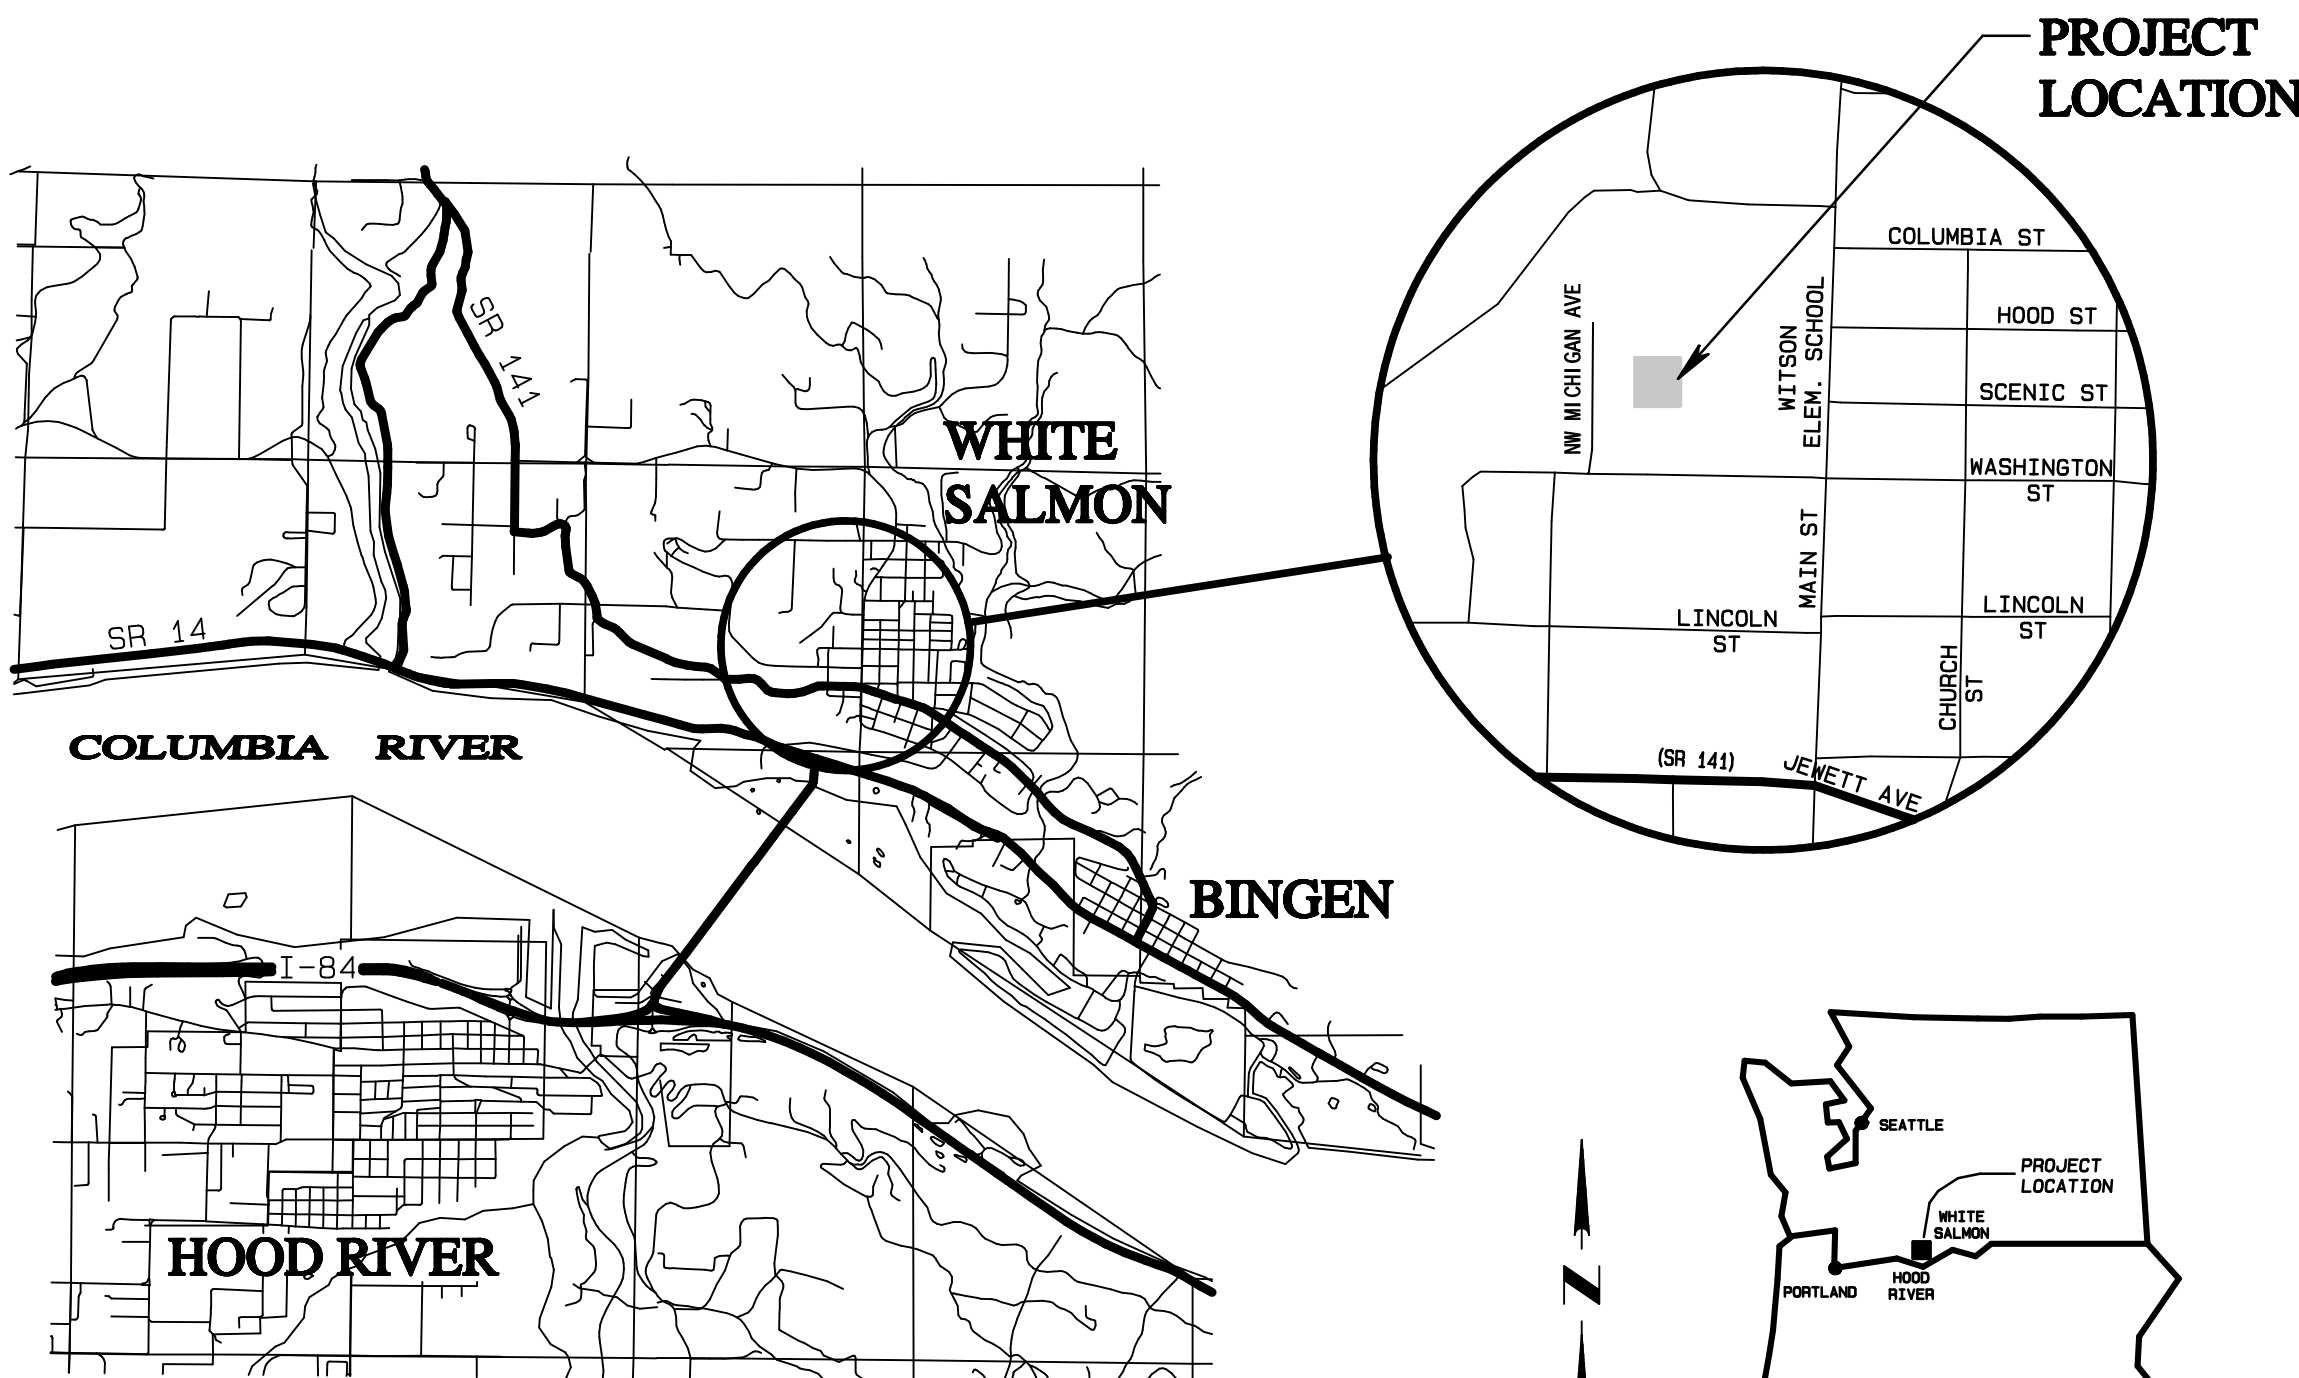 PROJECT
LOCATION
COLUMBIA ST
HOOD ST
SCENIC ST
WASHINGTON
ST
NW MICHIGAN AVE
WITSON
ELEM. SCHOOL
MAIN ST
LINCOLN
ST
LINCOLN
ST
CHURCH
ST
(SR 141)
JEWETT AVE
SR 141
WHITE
SALMON
SR 14
COLUMBIA RIVER
BINGEN
I-84
HOOD RIVER
SEATTLE
PROJECT
LOCATION
WHITE
SALMON
HOOD
RIVER
PORTLAND
N